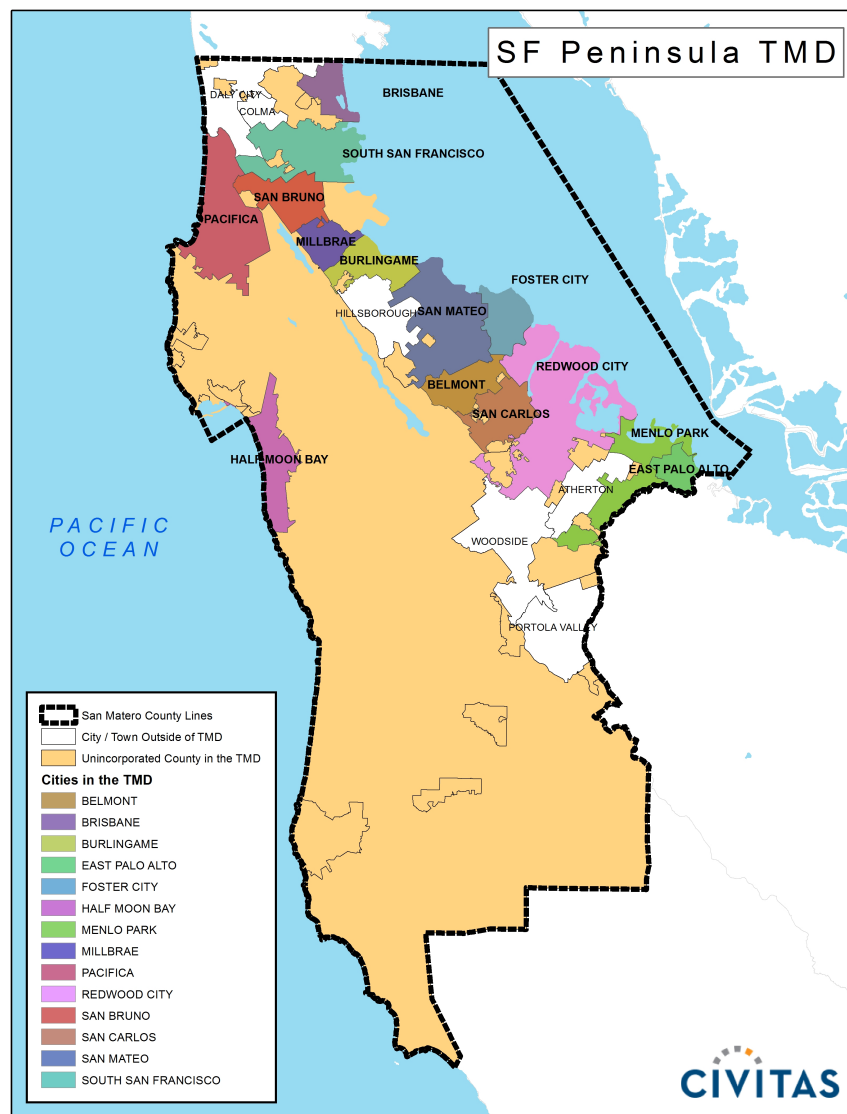 SF Peninsula TMD
BRISBANE
DALY CITY
COLMA
SOUTH SAN FRANCISCO
SAN BRUNO
PACIFICA
MILLBRAE
BURLINGAME
FOSTER CITY
HILLSBOROUGH
SAN MATEO
REDWOOD CITY
BELMONT
SAN CARLOS
MENLO PARK
HALF MOON BAY
EAST PALO ALTO
ATHERTON
PACIFIC
OCEAN
WOODSIDE
PORTOLA VALLEY
San Matero County Lines
City / Town Outside of TMD
Unincorporated County in the TMD
Cities in the TMD
BELMONT
BRISBANE
BURLINGAME
EAST PALO ALTO
FOSTER CITY
HALF MOON BAY
MENLO PARK
MILLBRAE
PACIFICA
REDWOOD CITY
SAN BRUNO
SAN CARLOS
SAN MATEO
SOUTH SAN FRANCISCO
CIVITAS